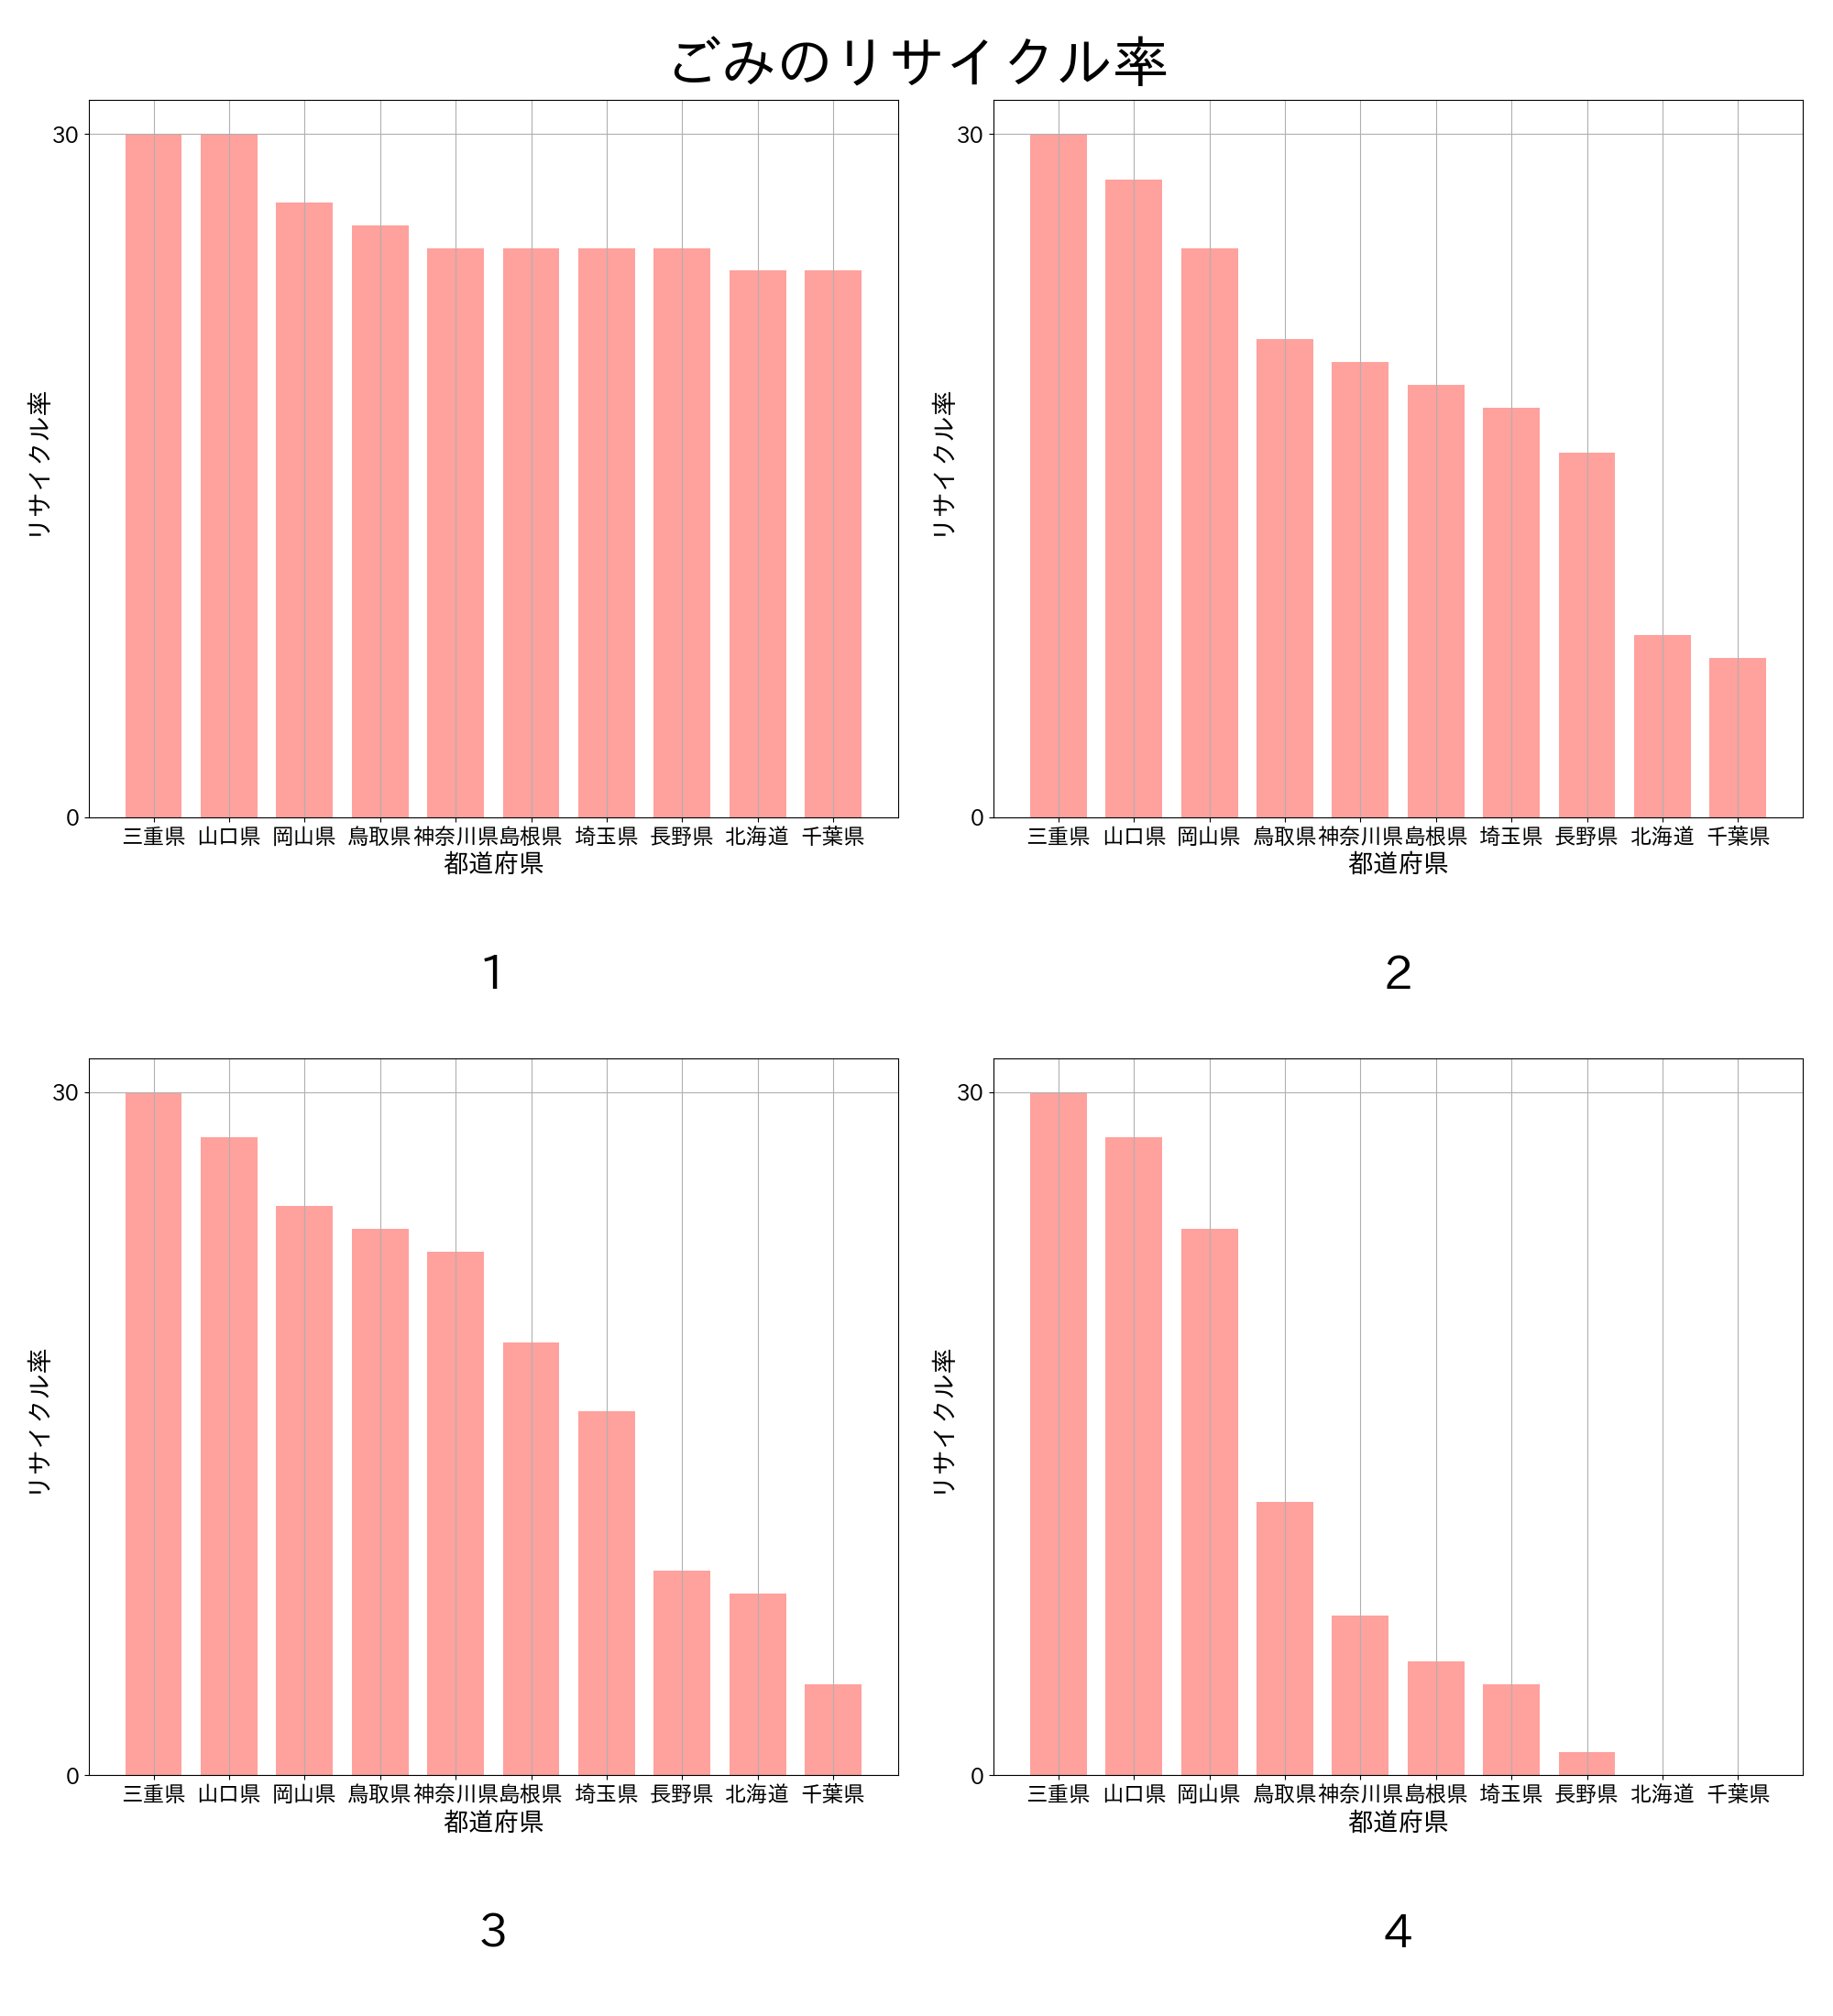 ごみのリサイクル率
30
0
リサイクル率
三重県 山口県 岡山県 鳥取県 神奈川県 島根県 埼玉県 長野県 北海道 千葉県
都道府県
1
30
0
リサイクル率
三重県 山口県 岡山県 鳥取県 神奈川県 島根県 埼玉県 長野県 北海道 千葉県
都道府県
2
30
0
リサイクル率
三重県 山口県 岡山県 鳥取県 神奈川県 島根県 埼玉県 長野県 北海道 千葉県
都道府県
3
30
0
リサイクル率
三重県 山口県 岡山県 鳥取県 神奈川県 島根県 埼玉県 長野県 北海道 千葉県
都道府県
4